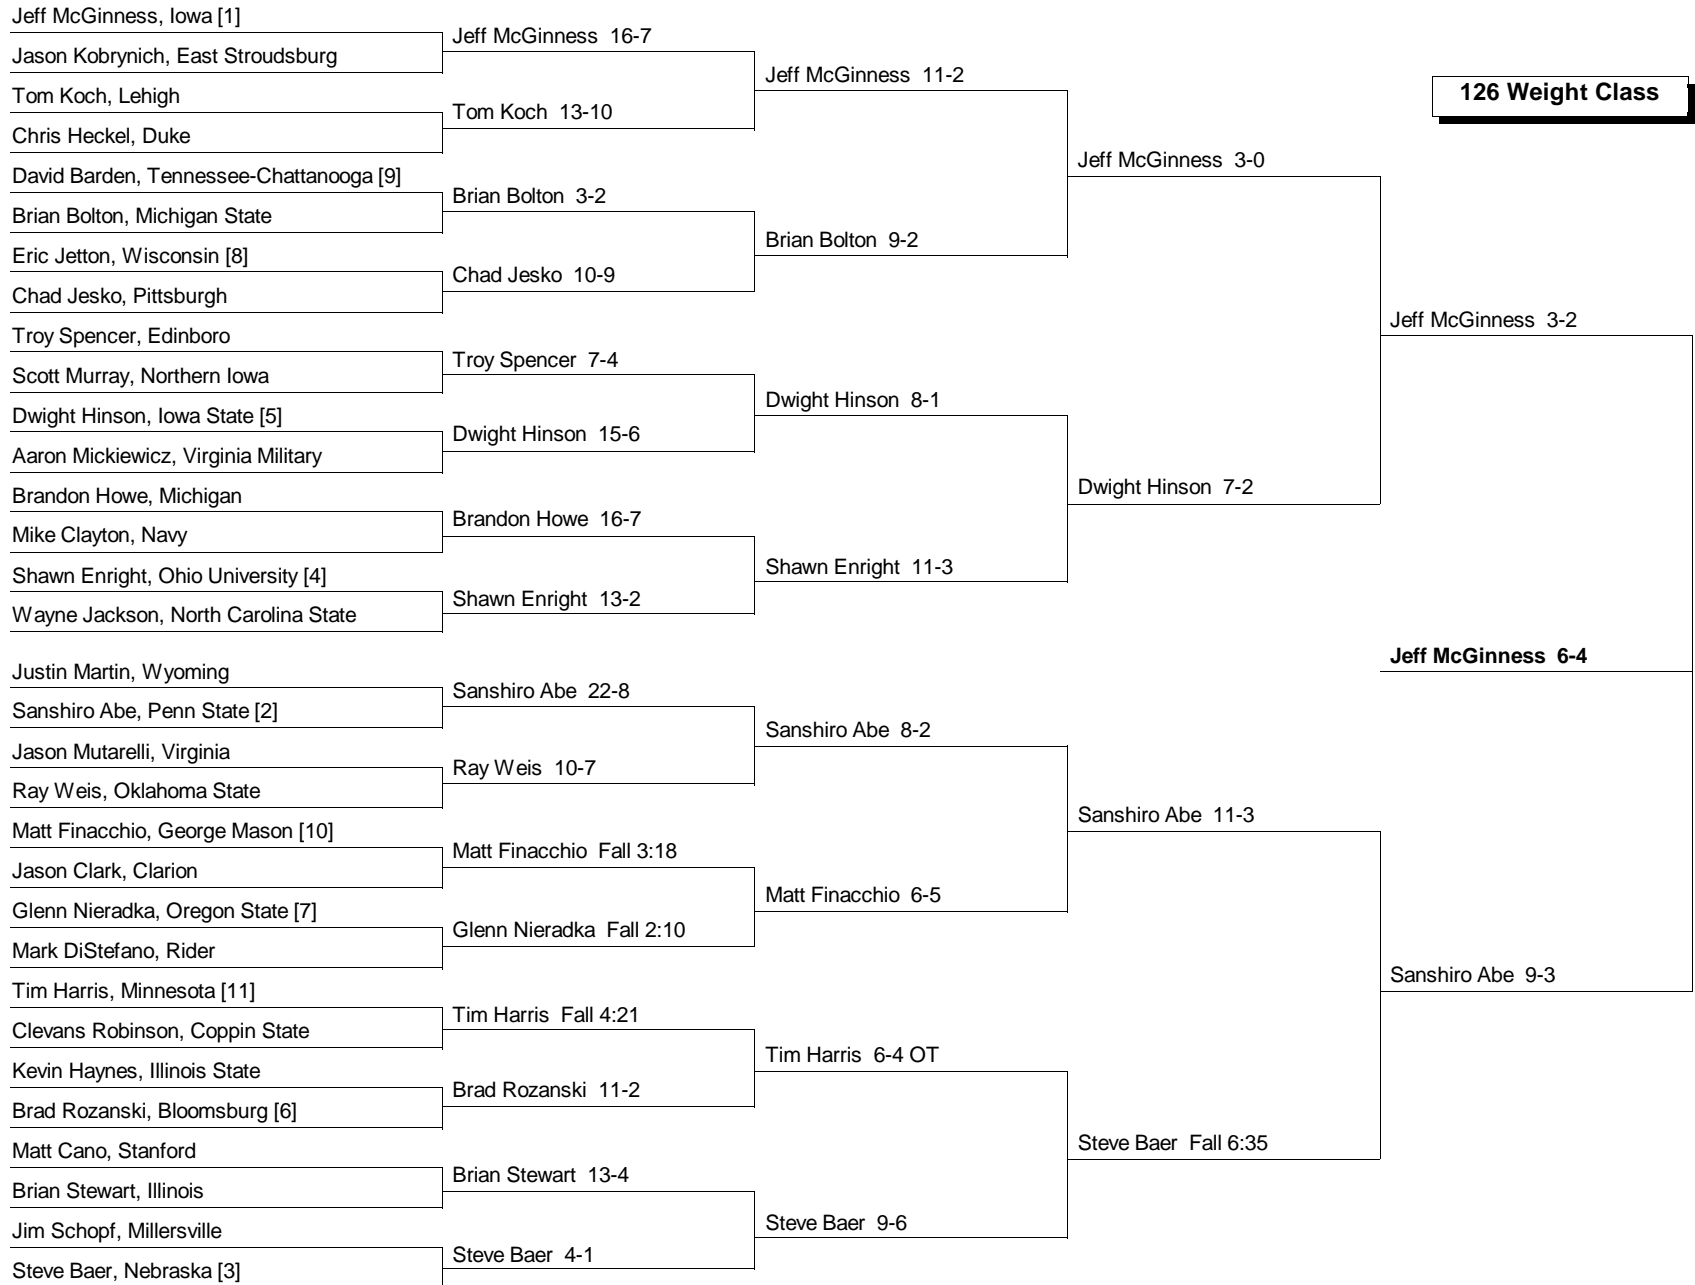 126 Weight Class
Jeff McGinness, Iowa [1]
Jason Kobrynich, East Stroudsburg
Tom Koch, Lehigh
Chris Heckel, Duke
David Barden, Tennessee-Chattanooga [9]
Brian Bolton, Michigan State
Eric Jetton, Wisconsin [8]
Chad Jesko, Pittsburgh
Troy Spencer, Edinboro
Scott Murray, Northern Iowa
Dwight Hinson, Iowa State [5]
Aaron Mickiewicz, Virginia Military
Brandon Howe, Michigan
Mike Clayton, Navy
Shawn Enright, Ohio University [4]
Wayne Jackson, North Carolina State
Justin Martin, Wyoming
Sanshiro Abe, Penn State [2]
Jason Mutarelli, Virginia
Ray Weis, Oklahoma State
Matt Finacchio, George Mason [10]
Jason Clark, Clarion
Glenn Nieradka, Oregon State [7]
Mark DiStefano, Rider
Tim Harris, Minnesota [11]
Clevans Robinson, Coppin State
Kevin Haynes, Illinois State
Brad Rozanski, Bloomsburg [6]
Matt Cano, Stanford
Brian Stewart, Illinois
Jim Schopf, Millersville
Steve Baer, Nebraska [3]
Jeff McGinness 16-7
Tom Koch 13-10
Brian Bolton 3-2
Chad Jesko 10-9
Troy Spencer 7-4
Dwight Hinson 15-6
Brandon Howe 16-7
Shawn Enright 13-2
Sanshiro Abe 22-8
Ray Weis 10-7
Matt Finacchio Fall 3:18
Glenn Nieradka Fall 2:10
Tim Harris Fall 4:21
Brad Rozanski 11-2
Brian Stewart 13-4
Steve Baer 4-1
Jeff McGinness 11-2
Brian Bolton 9-2
Dwight Hinson 8-1
Shawn Enright 11-3
Sanshiro Abe 8-2
Matt Finacchio 6-5
Tim Harris 6-4 OT
Steve Baer 9-6
Jeff McGinness 3-0
Dwight Hinson 7-2
Sanshiro Abe 11-3
Steve Baer Fall 6:35
Jeff McGinness 3-2
Sanshiro Abe 9-3
Jeff McGinness 6-4